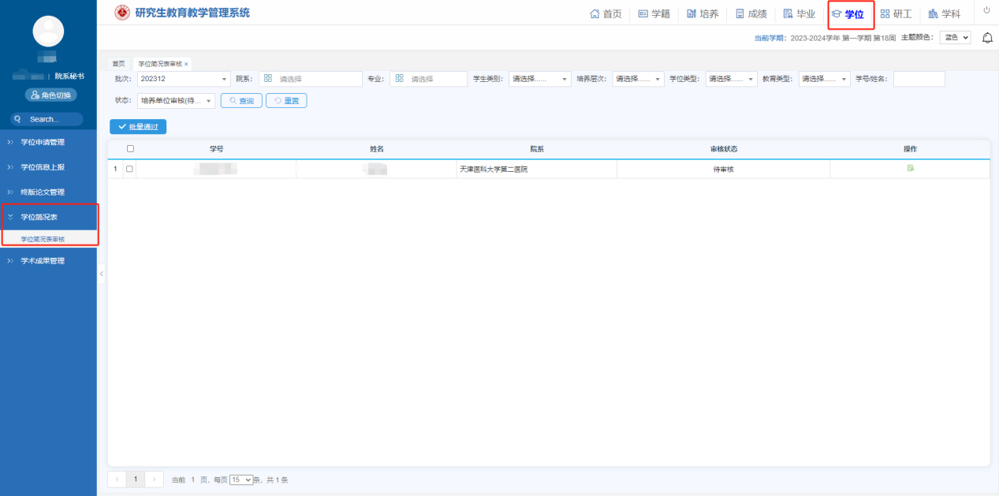 研究生教育教学管理系统
首页 学籍 培养 成绩 毕业 学位 研工 学科
当前学期: 2023-2024学年 第一学期 第18周 主题颜色: 蓝色
| 院系秘书
角色切换
Search...
学位申请管理
学位信息上报
终版论文管理
学位简况表
学位简况表审核
学术成果管理
首页 学位简况表审核 ×
批次: 202312 院系: 请选择 专业: 请选择 学生类别: 请选择...... 培养层次: 请选择...... 学位类型: 请选择...... 教育类型: 请选择...... 学号/姓名:
状态: 培养单位审核(待... 查询 重置
批量通过
学号 姓名 院系 审核状态 操作
1 天津医科大学第二医院 待审核
1 当前 1 页, 每页 15 条, 共 1 条